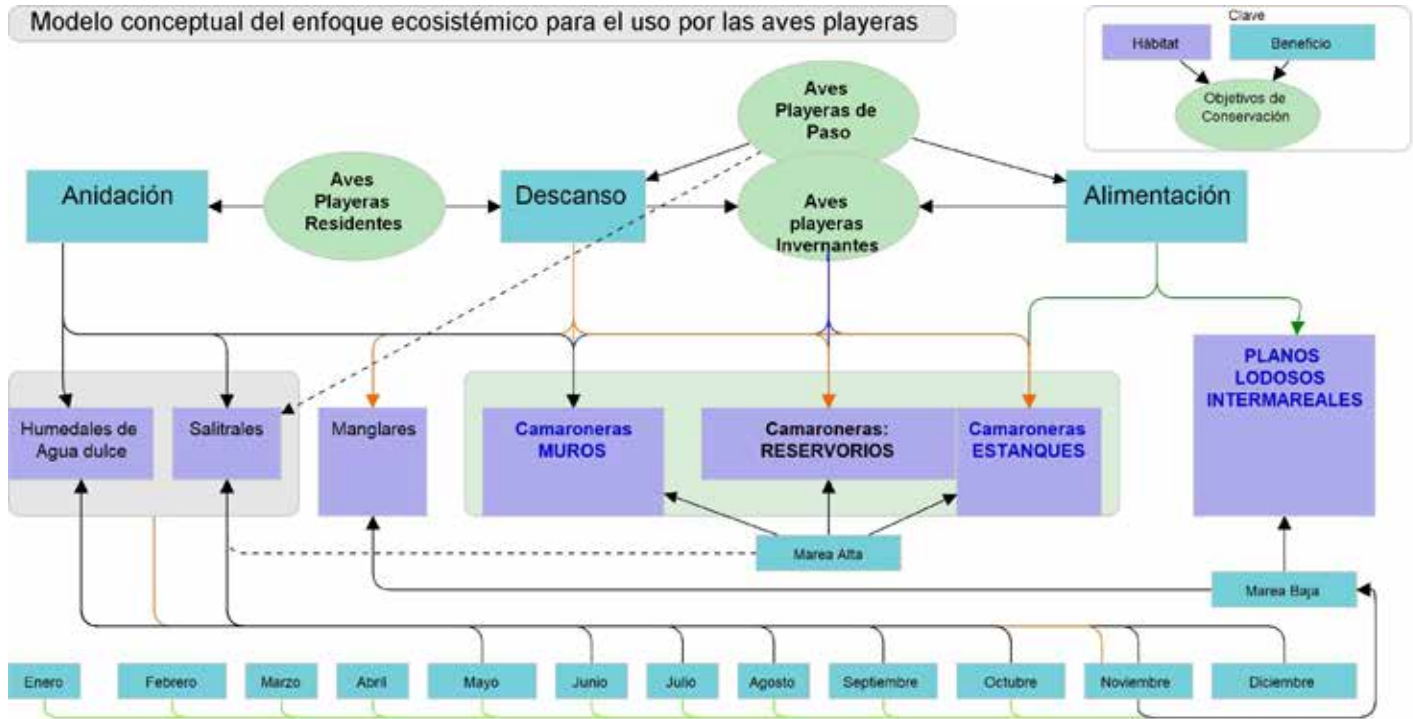 Modelo conceptual del enfoque ecosistémico para el uso por las aves playeras
Clave
Hábitat
Beneficio
Objetivos de
Conservación
Aves
Playeras de
Paso
Anidación
Aves
Playeras
Residentes
Descanso
Aves
playeras
Invernantes
Alimentación
PLANOS
LODOSOS
INTERMAREALES
Humedales de
Agua dulce
Salitrales
Manglares
Camaroneras
MUROS
Camaroneras:
RESERVORIOS
Camaroneras
ESTANQUES
Marea Alta
Marea Baja
Enero
Febrero
Marzo
Abril
Mayo
Junio
Julio
Agosto
Septiembre
Octubre
Noviembre
Diciembre